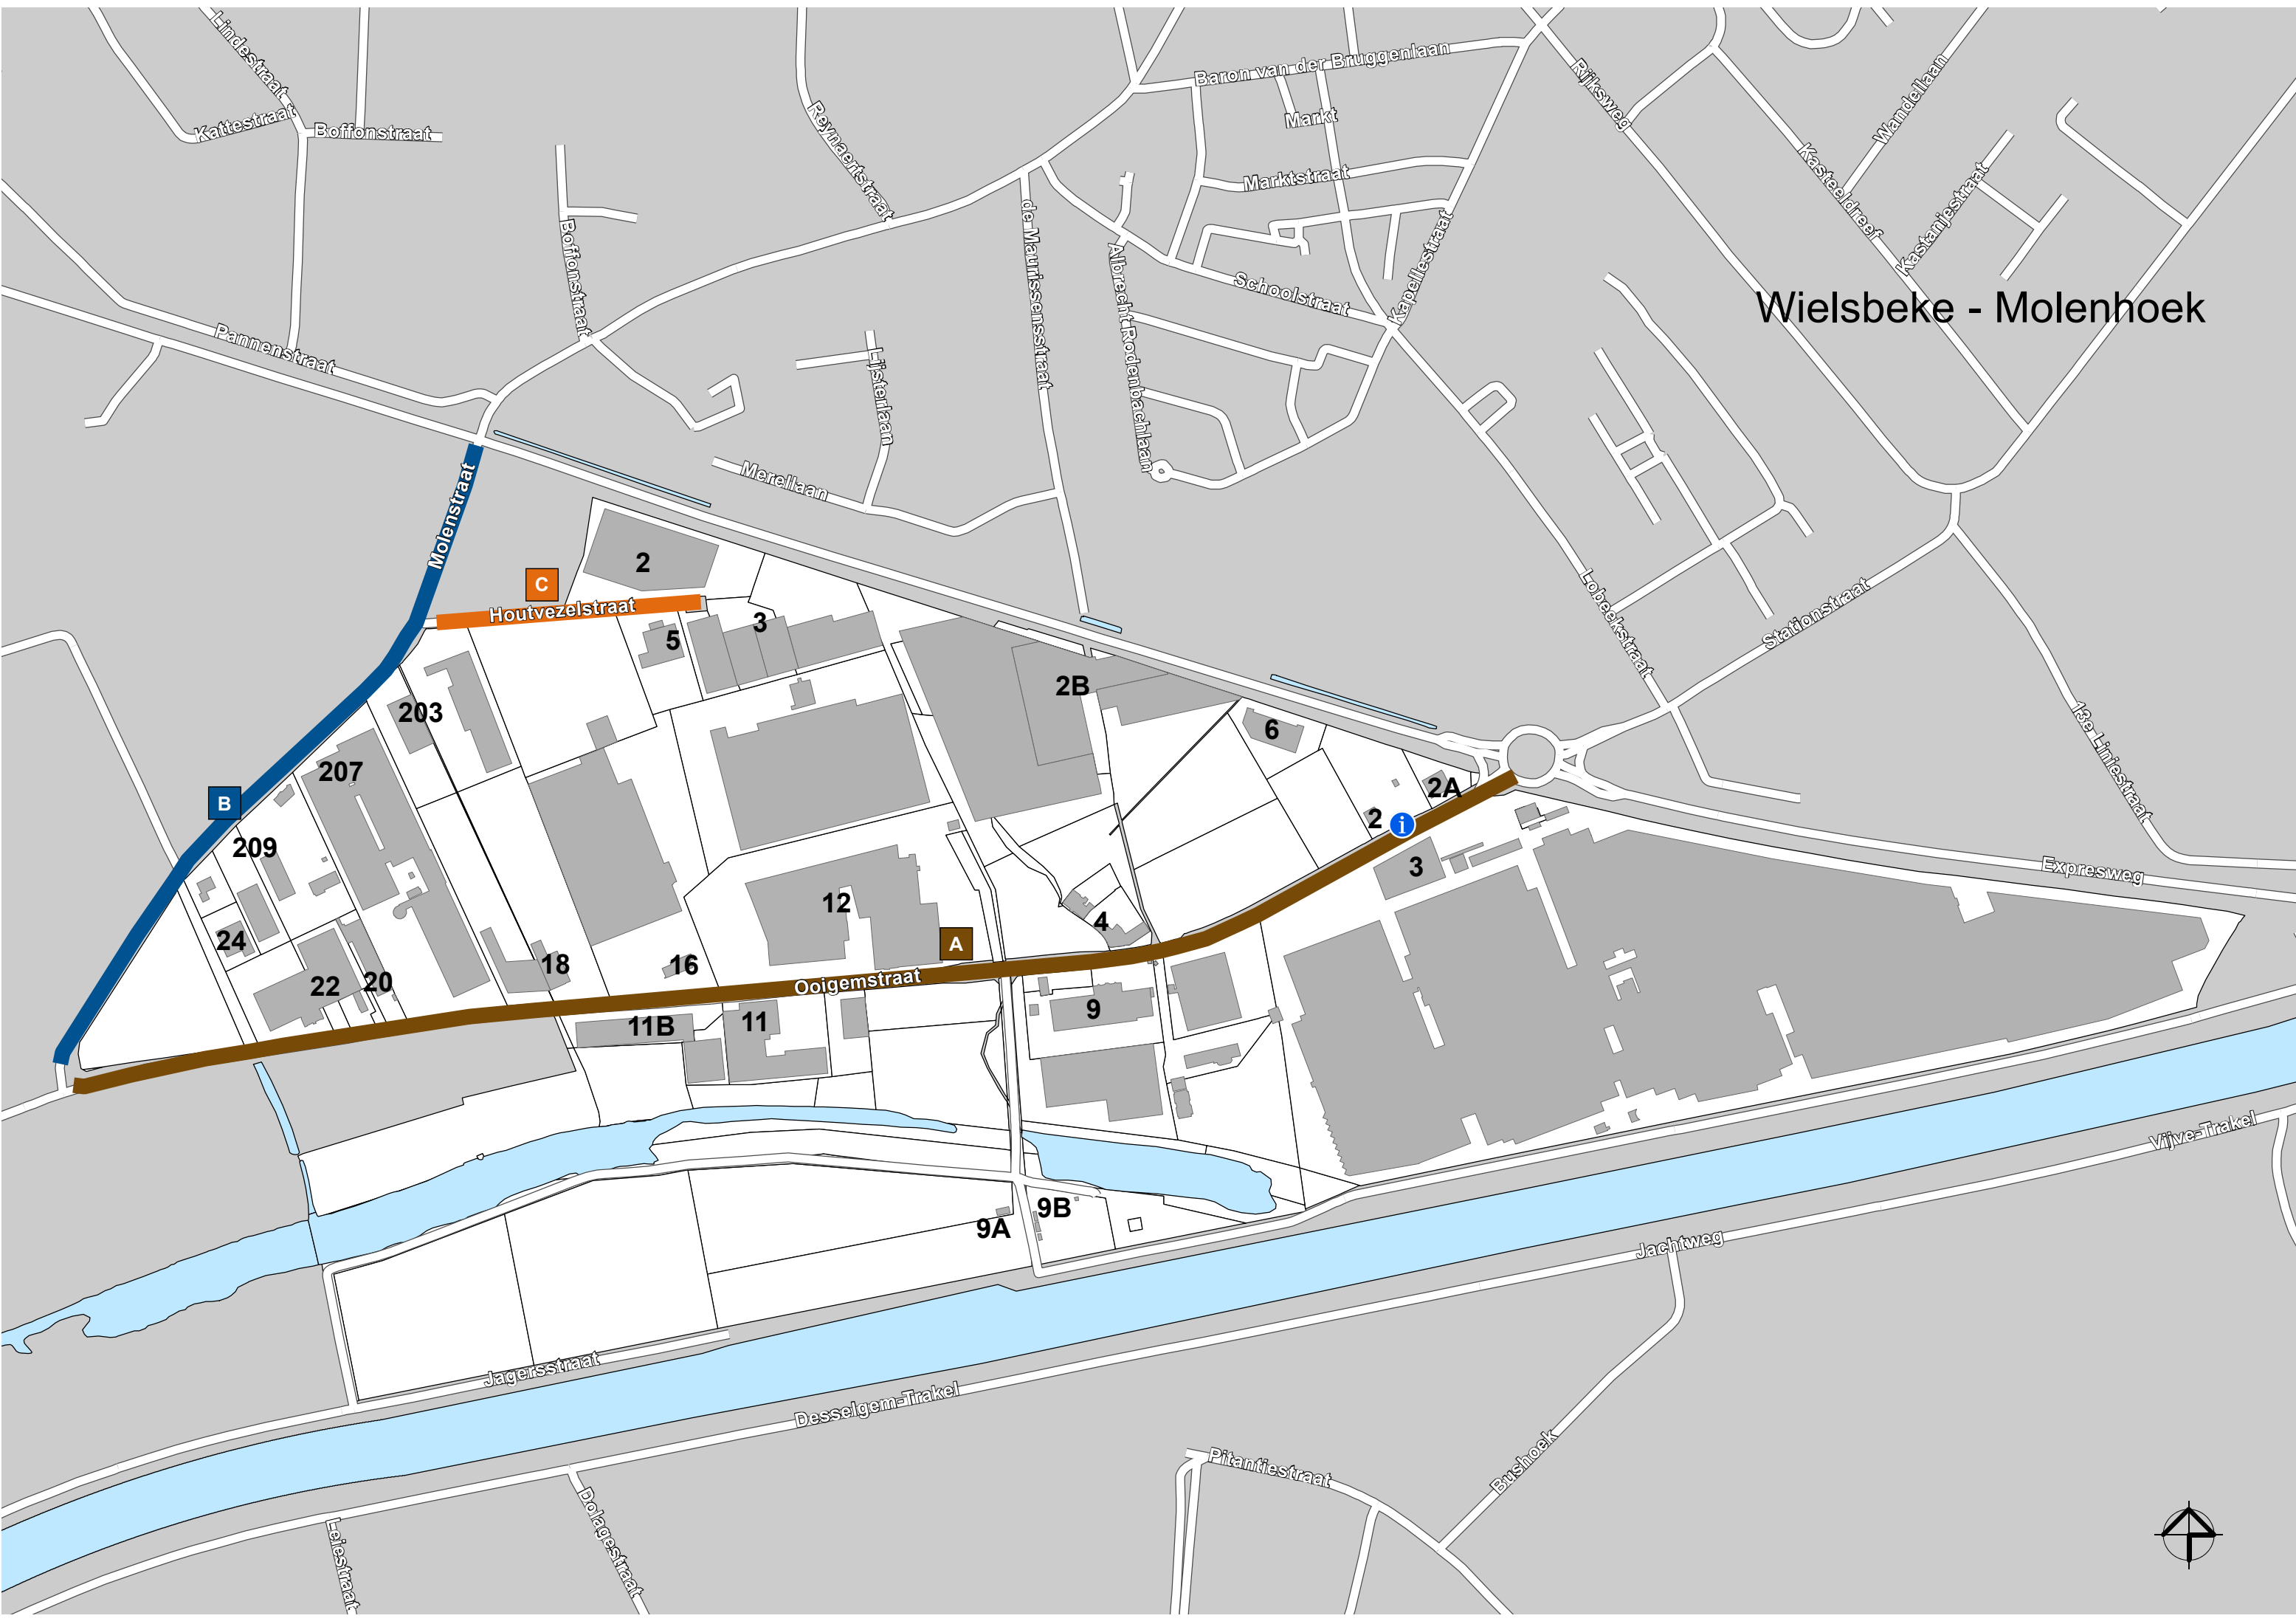 Lindestraat
Kattestraat
Boffonstraat
Reynaertstraat
Baron van der Bruggenlaan
Markt
Marktstraat
Rijksweg
Wandellaan
Kasteeldreef
Kastanjestraat
Boffonstraat
de Maurissensstraat
Albrecht Rodenbachlaan
Schoolstraat
Kapellestraat
Wielsbeke - Molenhoek
Pannenstraat
Lijsterlaan
Merellaan
Molenstraat
2
C
Houtvezelstraat
3
5
Lobeekstraat
Stationstraat
2B
203
6
13e Liniestraat
207
2A
B
2
i
209
3
Expresweg
12
4
24
A
18
16
Ooigemstraat
22
20
9
11B
11
Vijve-Trakel
9B
9A
Jachtweg
Jagersstraat
Desselgem-Trakel
Pitantiestraat
Bushoek
Dolagestraat
Leiestraat